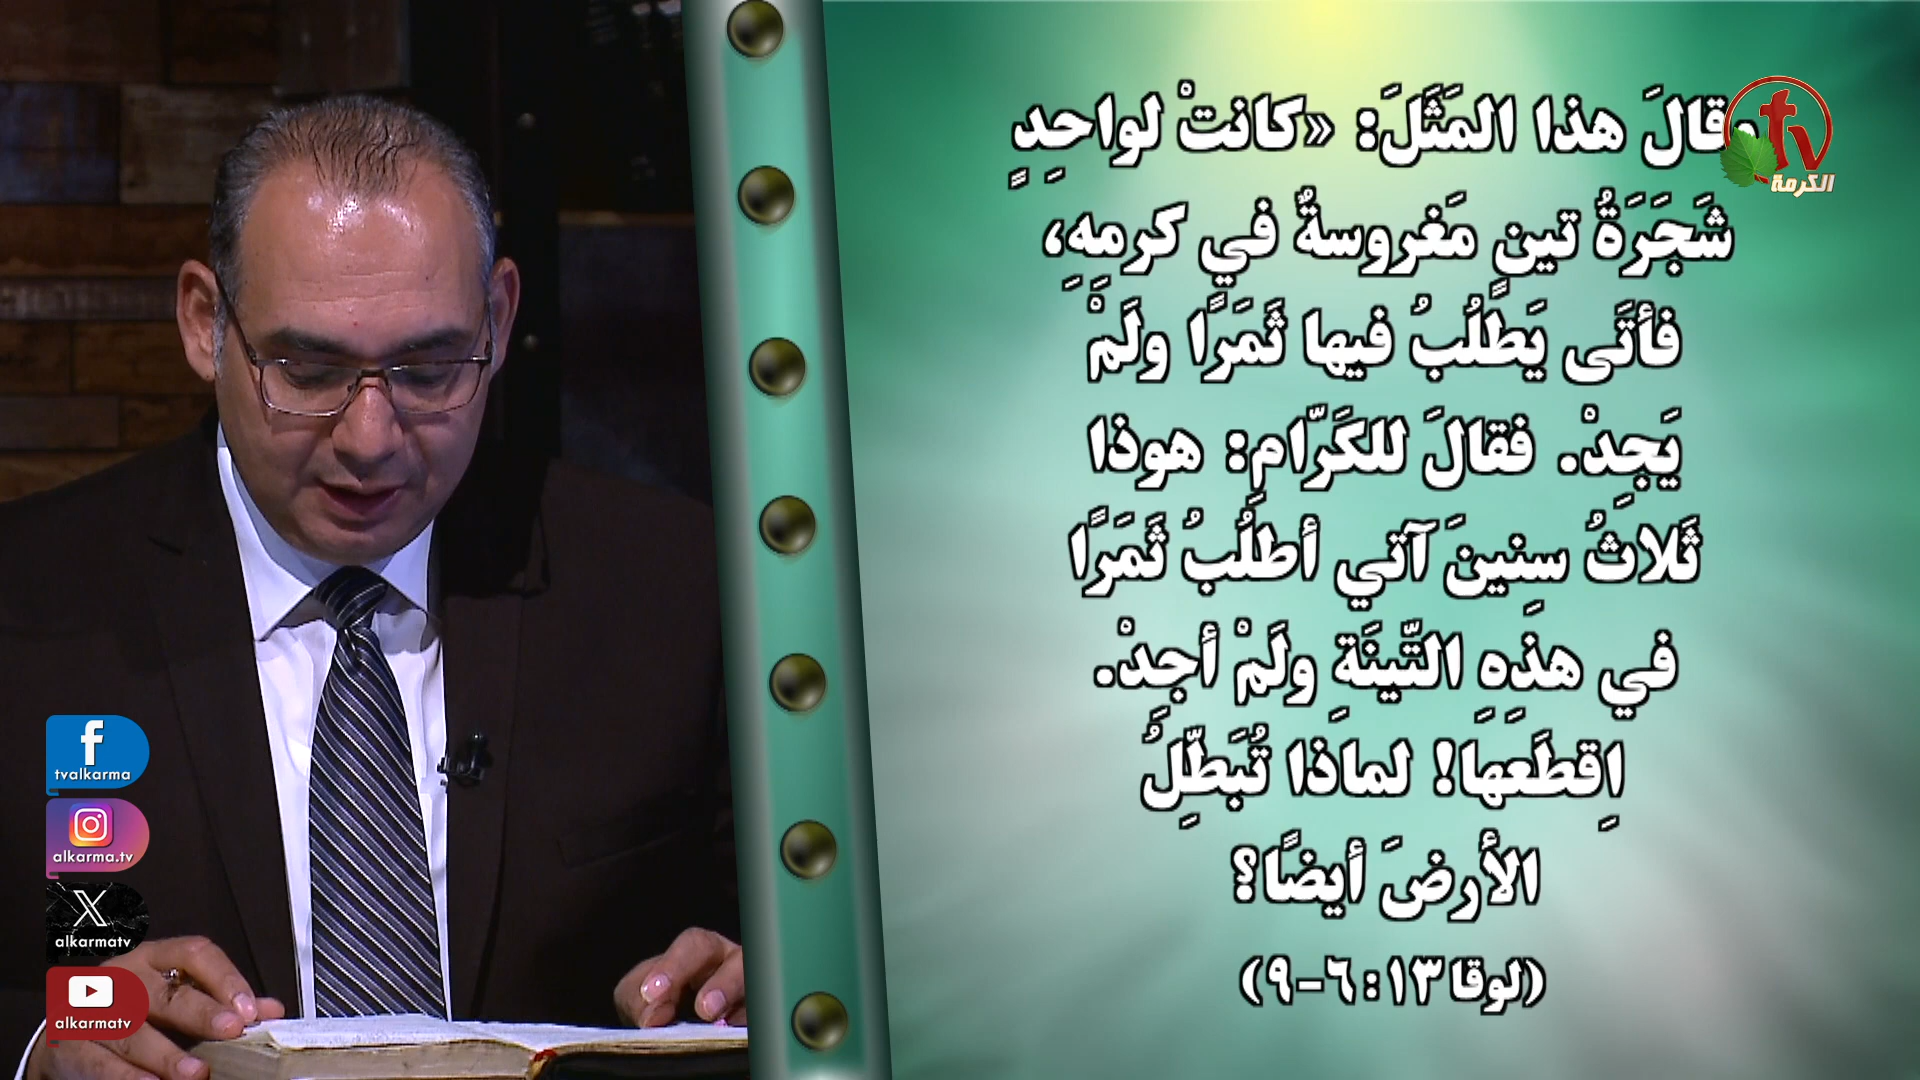 وقالَ هذا المَثَلَ: «كانتْ لواحِدٍ
شَجَرَةُ تينٍ مَغروسةٌ في كرمِهِ،
فأتَى يَطلُبُ فيها ثَمَرًا ولَمْ
يَجِدْ. فقالَ للكَرّامِ: هوذا
ثَلاثُ سِنينَ آتي أطلُبُ ثَمَرًا
في هذِهِ التّينَةِ ولَمْ أجِدْ.
اِقطَعها! لماذا تُبَطِّلُ
الأرضَ أيضًا؟
(لوقا ١٣: ٦-٩)
tv
الكرمة
tvalkarma
alkarma.tv
alkarmatv
alkarmatv